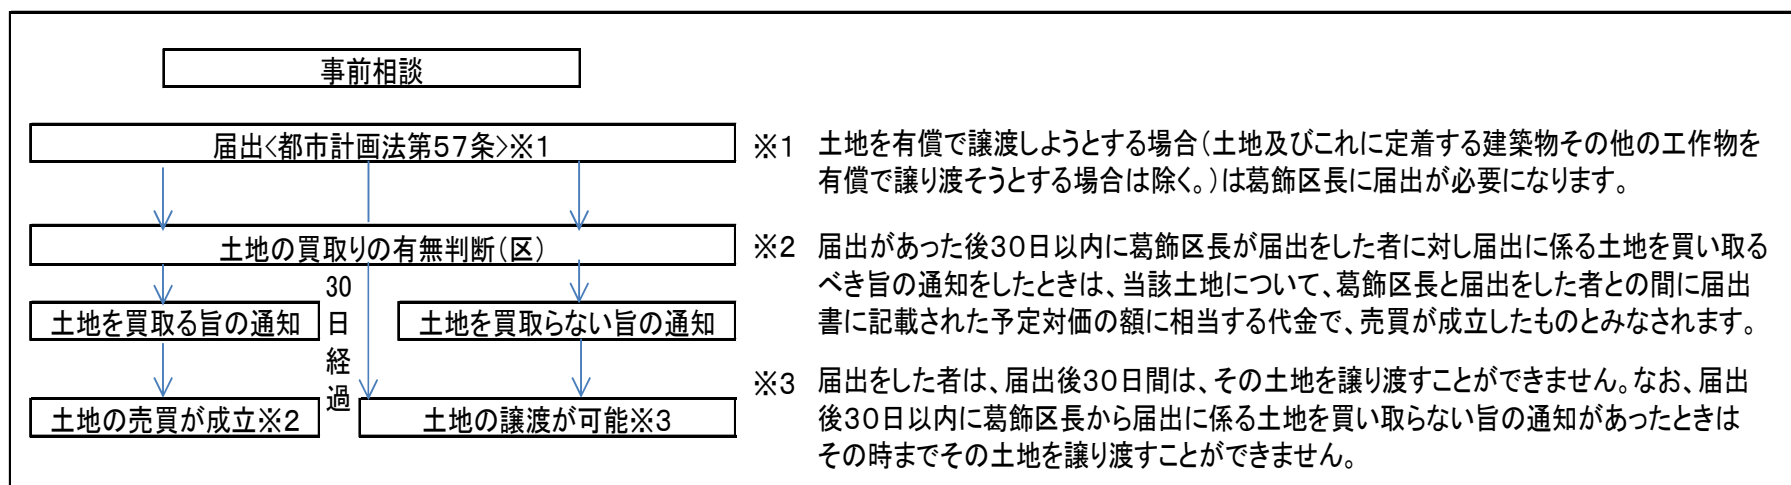 事前相談
届出<都市計画法第57条>※1
土地の買取りの有無判断(区)
土地を買取る旨の通知
30日経過
土地を買取らない旨の通知
土地の売買が成立※2
土地の譲渡が可能※3
※1 土地を有償で譲渡しようとする場合(土地及びこれに定着する建築物その他の工作物を
有償で譲り渡そうとする場合は除く。)は葛飾区長に届出が必要になります。
※2 届出があった後30日以内に葛飾区長が届出をした者に対し届出に係る土地を買い取る
べき旨の通知をしたときは、当該土地について、葛飾区長と届出をした者との間に届出
書に記載された予定対価の額に相当する代金で、売買が成立したものとみなされます。
※3 届出をした者は、届出後30日間は、その土地を譲り渡すことができません。なお、届出
後30日以内に葛飾区長から届出に係る土地を買い取らない旨の通知があったときは
その時までその土地を譲り渡すことができません。